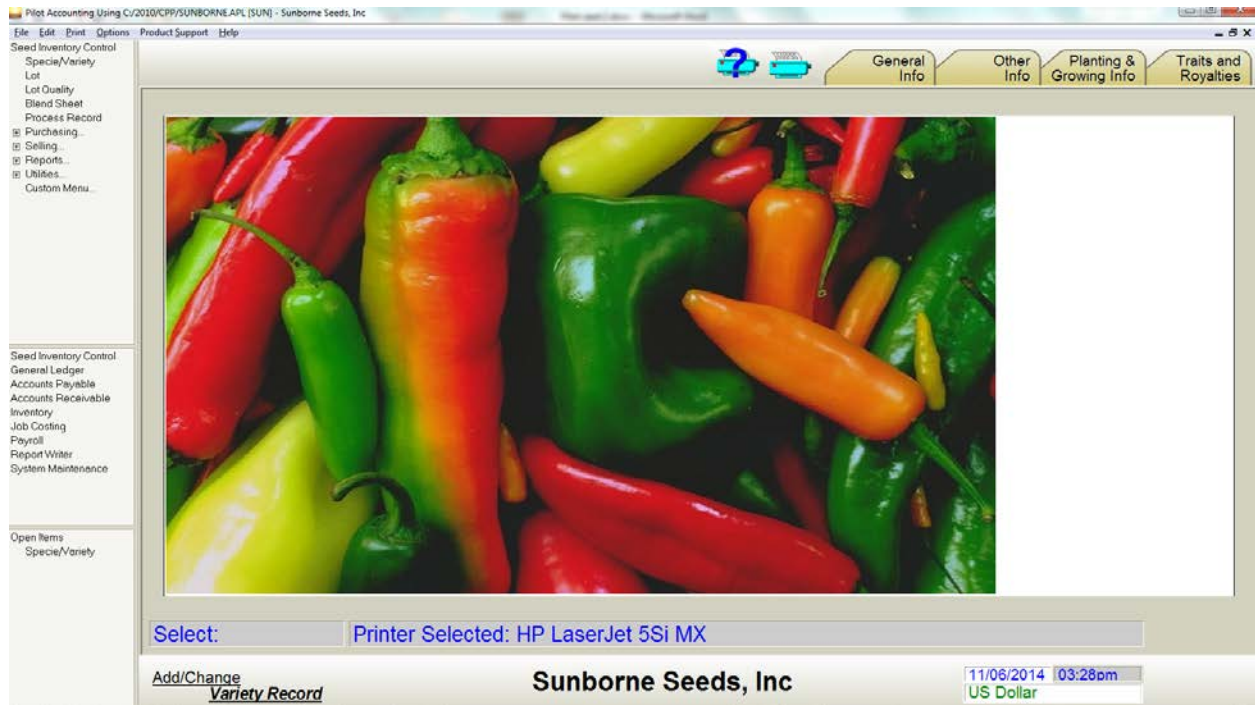 Pilot Accounting Using C:/2010/CPP/SUNBORNE.APL [SUN] - Sunborne Seeds, Inc
File Edit Print Options Product Support Help
Seed Inventory Control
Specie/Variety
Lot
Lot Quality
Blend Sheet
Process Record
Purchasing...
Selling...
Reports...
Utilities...
Custom Menu...
General Info
Other Info
Planting & Growing Info
Traits and Royalties
Seed Inventory Control
General Ledger
Accounts Payable
Accounts Receivable
Inventory
Job Costing
Payroll
Report Writer
System Maintenance
Open Items
Specie/Variety
Select:
Printer Selected: HP LaserJet 5Si MX
Add/Change
Variety Record
Sunborne Seeds, Inc
11/06/2014 03:28pm
US Dollar